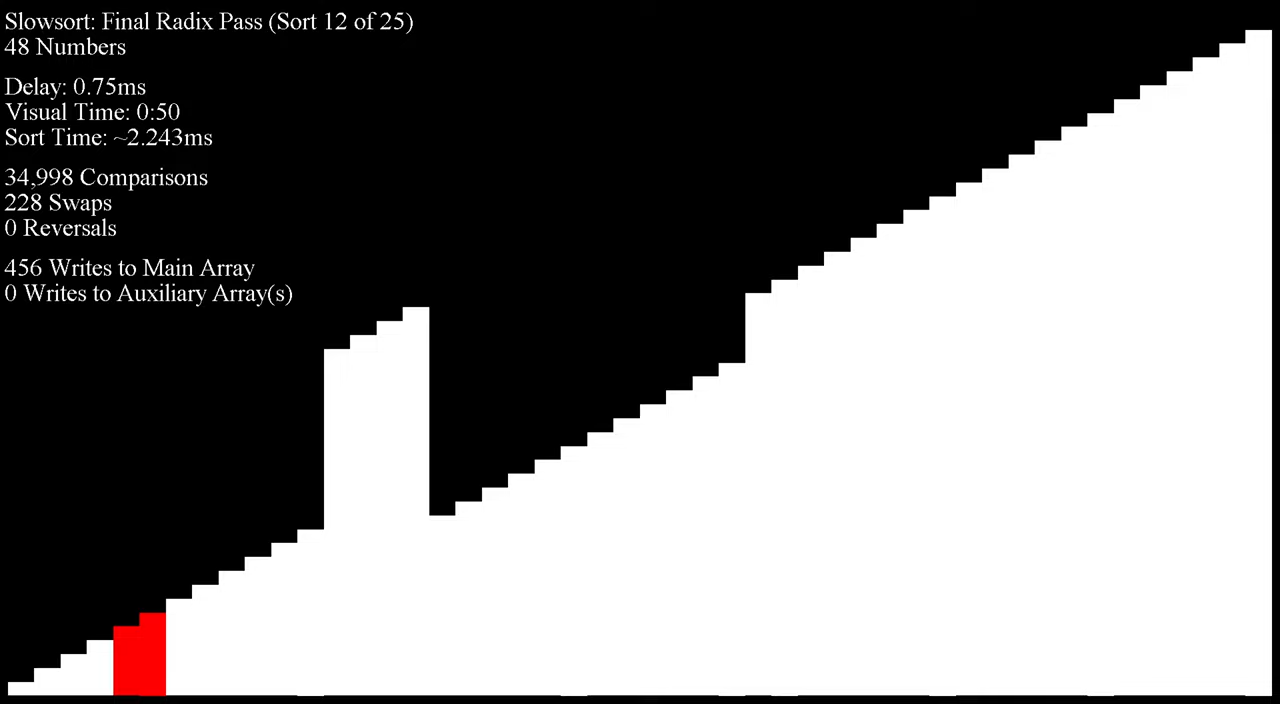 Slowsort: Final Radix Pass (Sort 12 of 25)
48 Numbers
Delay: 0.75ms
Visual Time: 0:50
Sort Time: ~2.243ms
34,998 Comparisons
228 Swaps
0 Reversals
456 Writes to Main Array
0 Writes to Auxiliary Array(s)